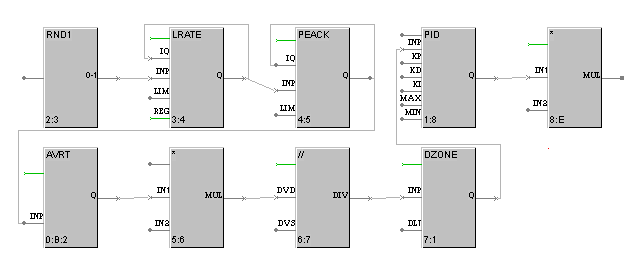 RND1
0-1
2:3
LRATE
IQ
INP
LIM
REG
Q
3:4
PEACK
IQ
INP
LIM
Q
4:5
PID
INP
KP
KD
KI
MAX
MIN
Q
1:8
*
IN1
IN2
MUL
8:E
AVRT
INP
Q
0:B:2
*
IN1
IN2
MUL
5:6
//
DVD
DVS
DIV
6:7
DZONE
INP
DLT
Q
7:1